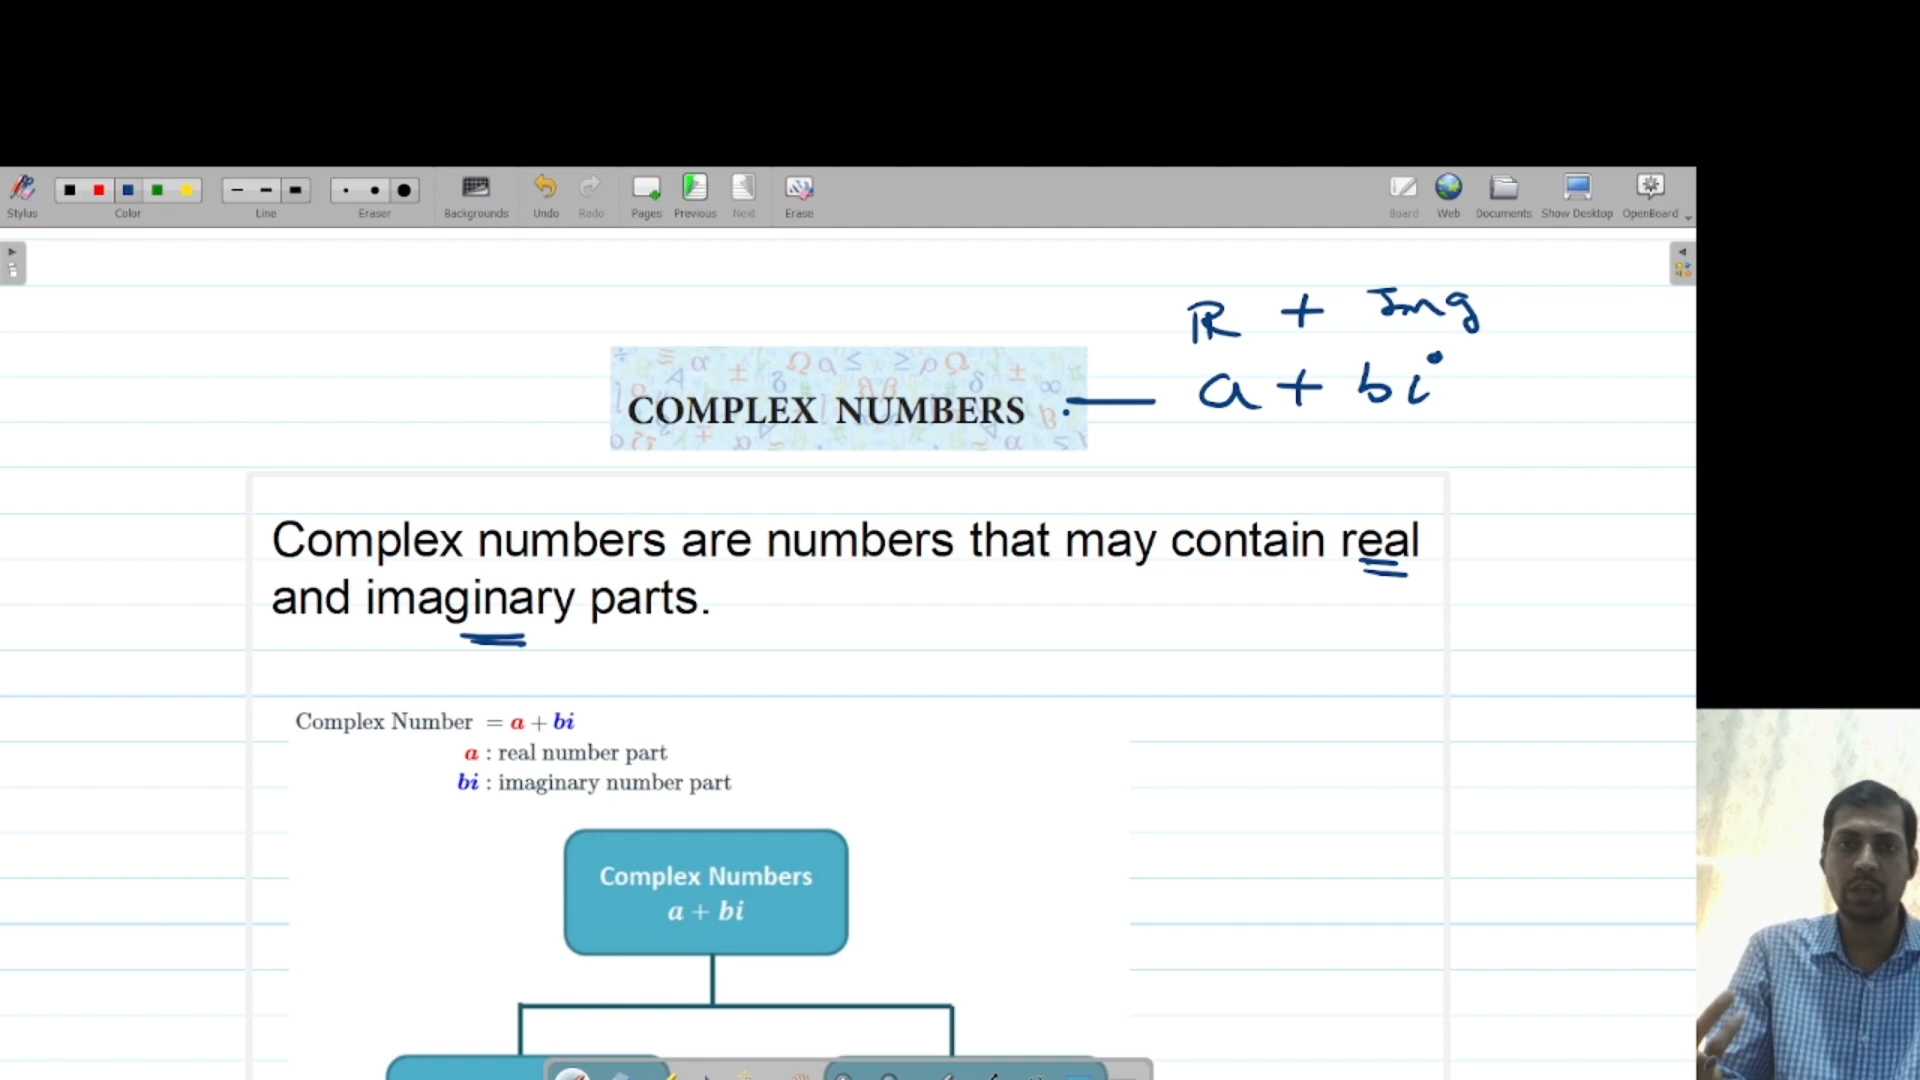 Stylus Color Line Eraser Backgrounds Undo Redo Pages Previous Next Erase Board Web Documents Show Desktop OpenBoard
R + Img
a + bi
COMPLEX NUMBERS
Complex numbers are numbers that may contain real
and imaginary parts.
Complex Number = a + bi
a : real number part
bi : imaginary number part
Complex Numbers
a + bi